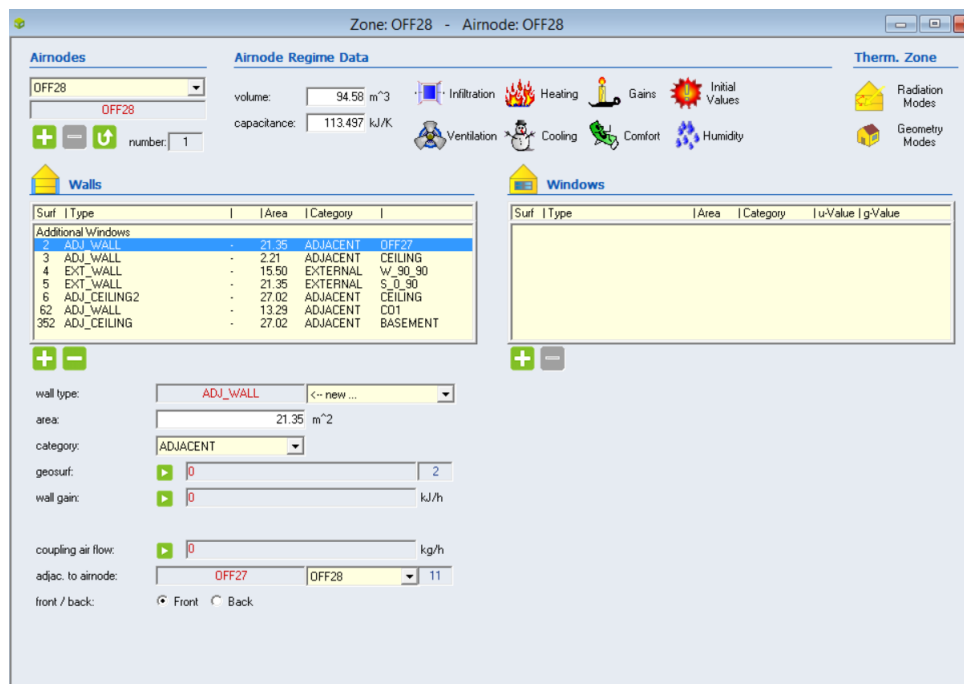 Zone: OFF28 - Airnode: OFF28
Airnodes
Airnode Regime Data
Therm. Zone
OFF28
OFF28
number: 1
volume: 94.58 m^3
capacitance: 113.497 kJ/K
Infiltration
Heating
Gains
Initial Values
Ventilation
Cooling
Comfort
Humidity
Radiation Modes
Geometry Modes
Walls
Surf | Type | | Area | Category |
Additional Windows
2 ADJ_WALL - 21.35 ADJACENT OFF27
3 ADJ_WALL - 2.21 ADJACENT CEILING
4 EXT_WALL - 15.50 EXTERNAL W_90_90
5 EXT_WALL - 21.35 EXTERNAL S_0_90
6 ADJ_CEILING2 - 27.02 ADJACENT CEILING
62 ADJ_WALL - 13.29 ADJACENT CO1
352 ADJ_CEILING - 27.02 ADJACENT BASEMENT
Windows
Surf | Type | Area | Category | u-Value | g-Value
wall type: ADJ_WALL <-- new ...
area: 21.35 m^2
category: ADJACENT
geosurf: 0 2
wall gain: 0 kJ/h
coupling air flow: 0 kg/h
adjac. to airnode: OFF27 OFF28 11
front / back: Front Back